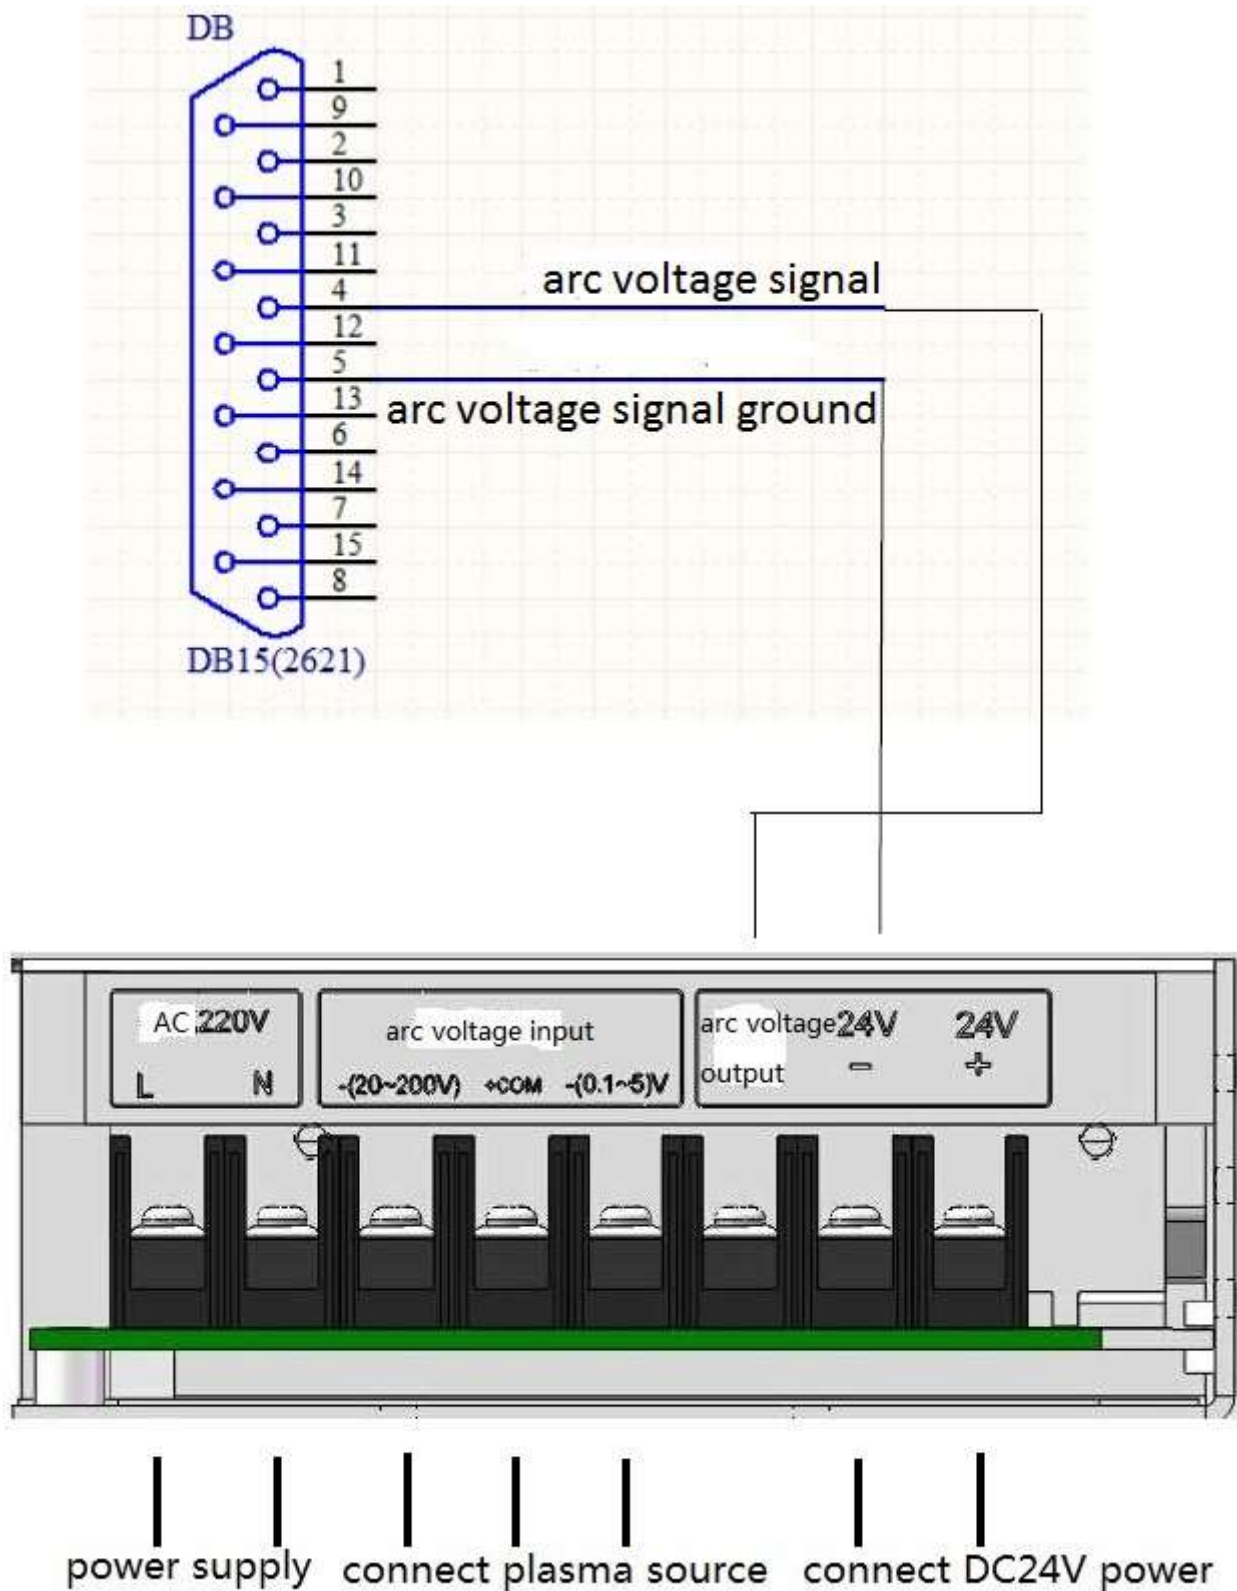 DB
1
9
2
10
3
11
arc voltage signal
4
12
5
13
arc voltage signal ground
6
14
7
15
8
DB15(2621)
AC 220V
L N
arc voltage input
-(20~200V) +COM -(0.1~5)V
arc voltage 24V 24V
output - +
power supply connect plasma source connect DC24V power